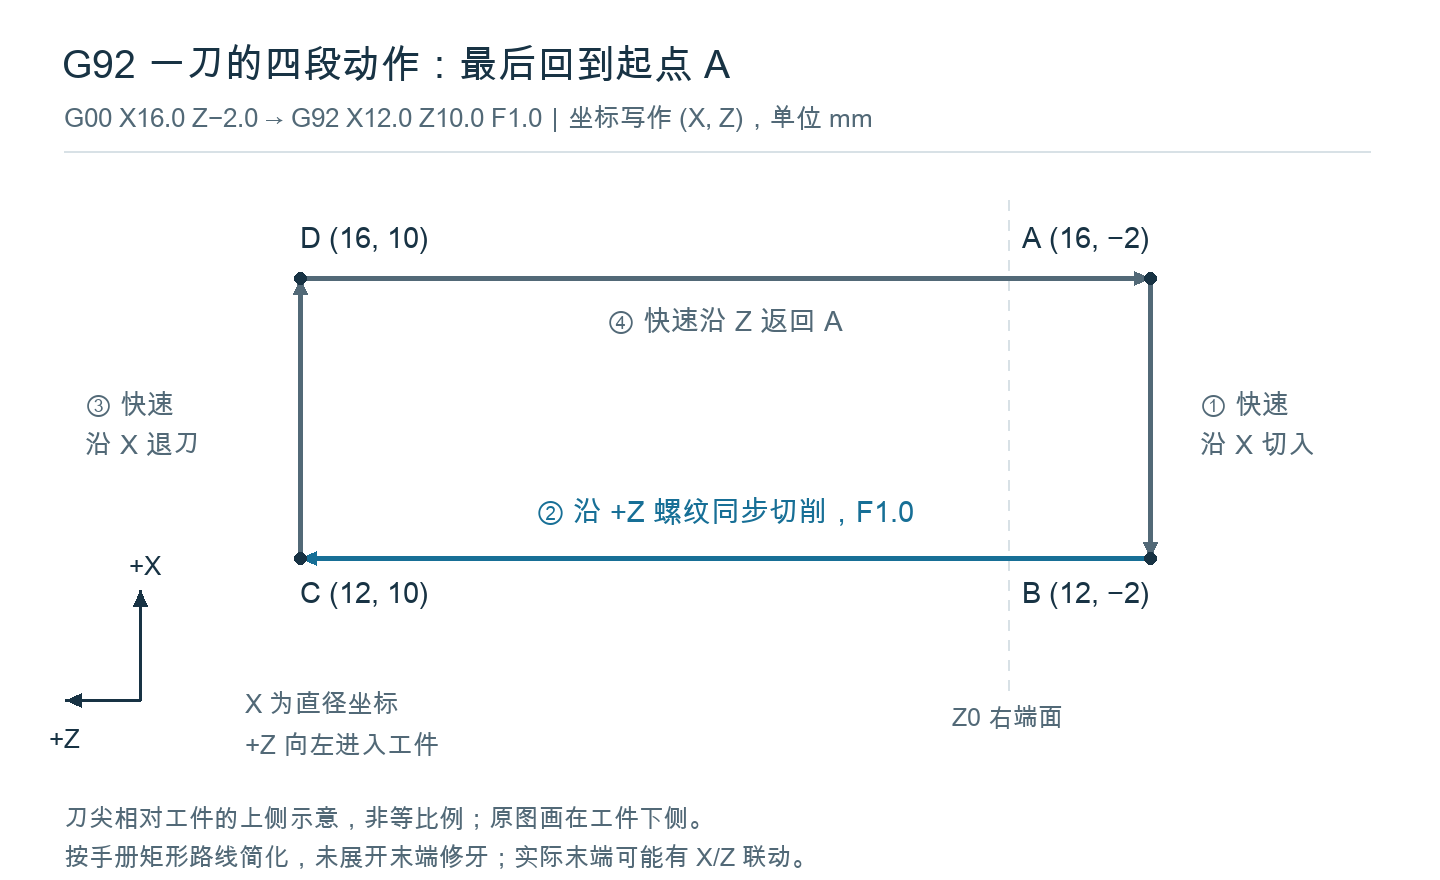 G92 一刀的四段动作：最后回到起点 A
G00 X16.0 Z−2.0 → G92 X12.0 Z10.0 F1.0｜坐标写作 (X, Z)，单位 mm
D (16, 10)
A (16, −2)
④ 快速沿 Z 返回 A
③ 快速
沿 X 退刀
① 快速
沿 X 切入
② 沿 +Z 螺纹同步切削，F1.0
C (12, 10)
B (12, −2)
+X
+Z
X 为直径坐标
+Z 向左进入工件
Z0 右端面
刀尖相对工件的上侧示意，非等比例；原图画在工件下侧。
按手册矩形路线简化，未展开末端修牙；实际末端可能有 X/Z 联动。